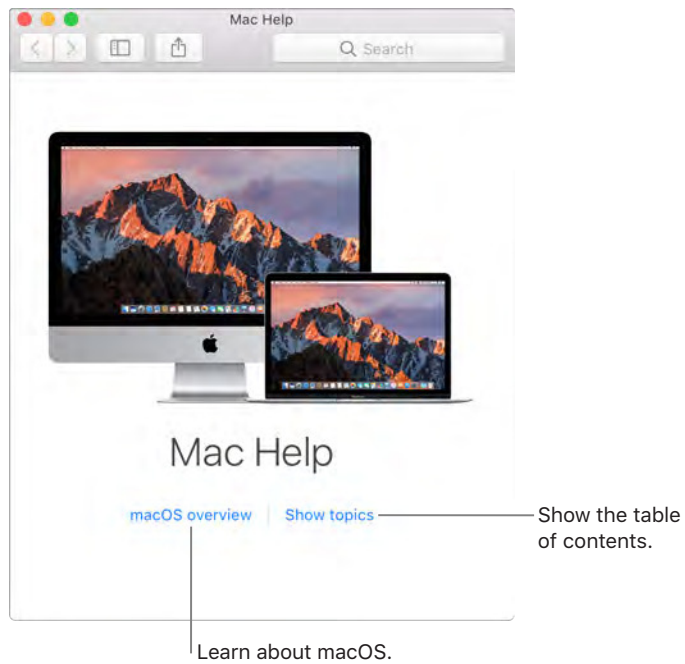 Mac Help
Search
Mac Help
macOS overview
Show topics
Show the table
of contents.
Learn about macOS.